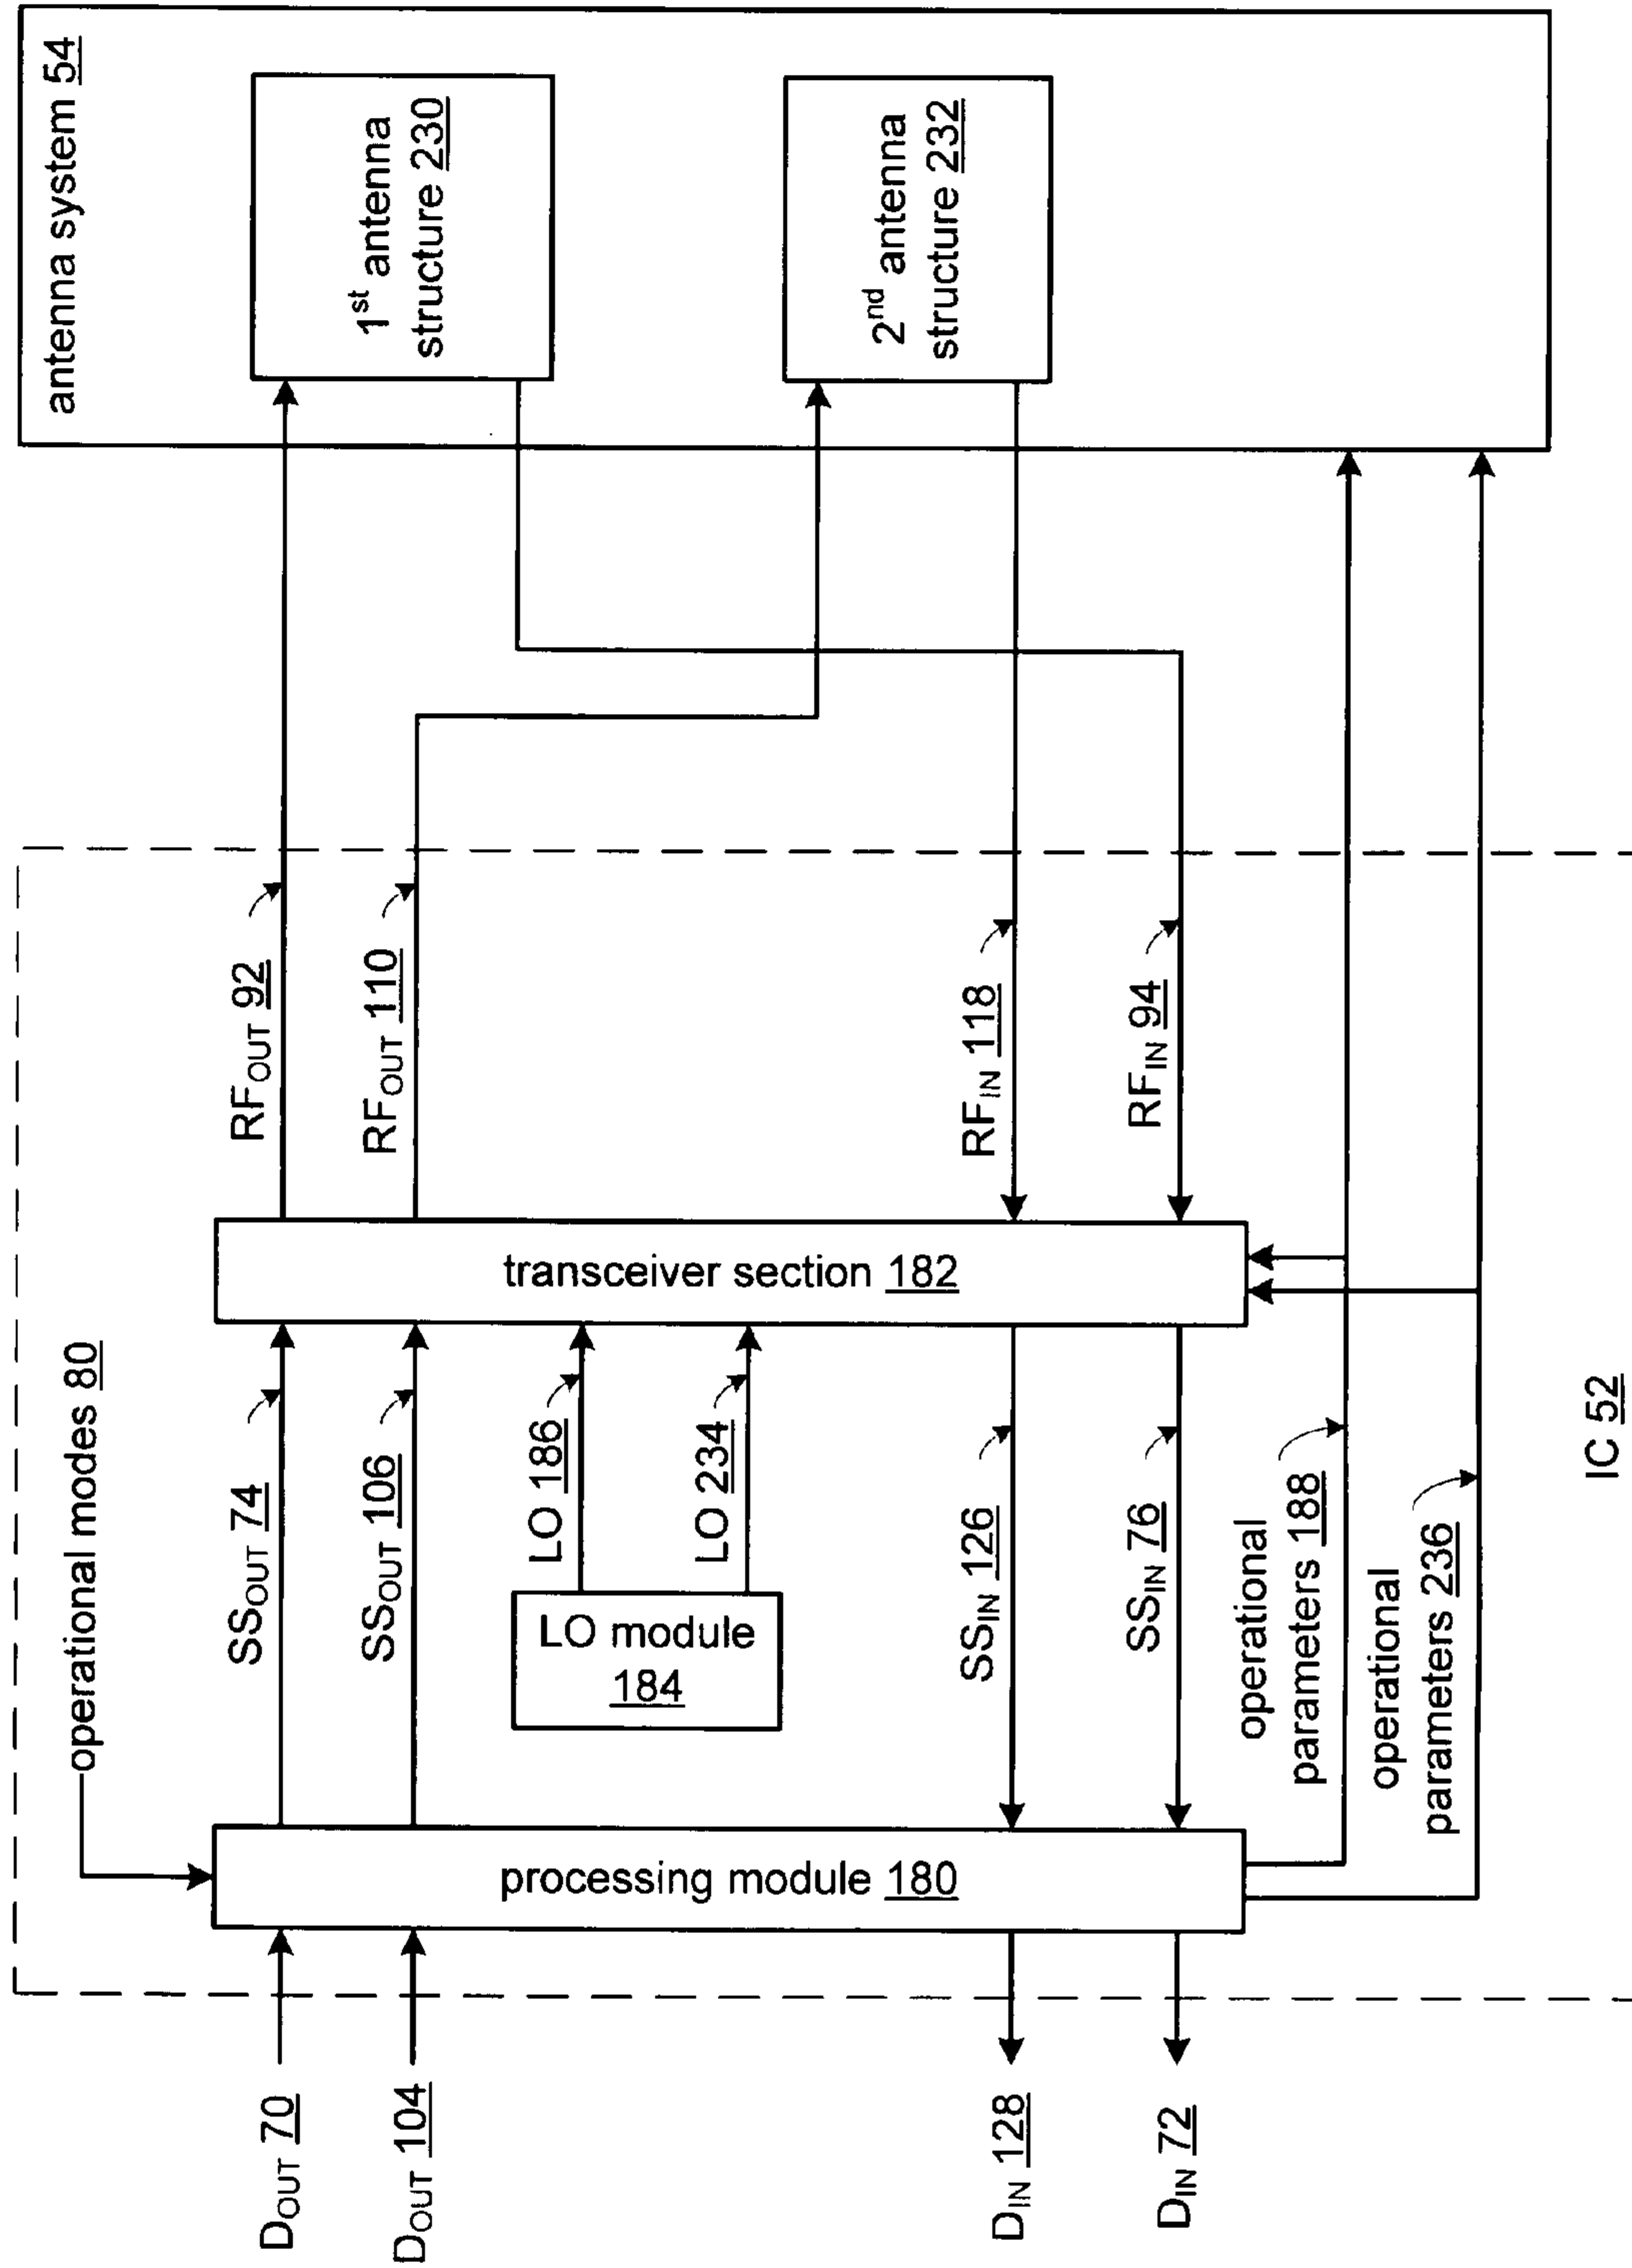 antenna system 54
1st antenna
structure 230
2nd antenna
structure 232
RFOUT 92
RFOUT 110
RFIN 118
RFIN 94
transceiver section 182
operational modes 80
SSOUT 74
SSOUT 106
LO 186
LO 234
LO module
184
SSIN 126
SSIN 76
operational
parameters 188
operational
parameters 236
processing module 180
DOUT 70
DOUT 104
DIN 128
DIN 72
IC 52